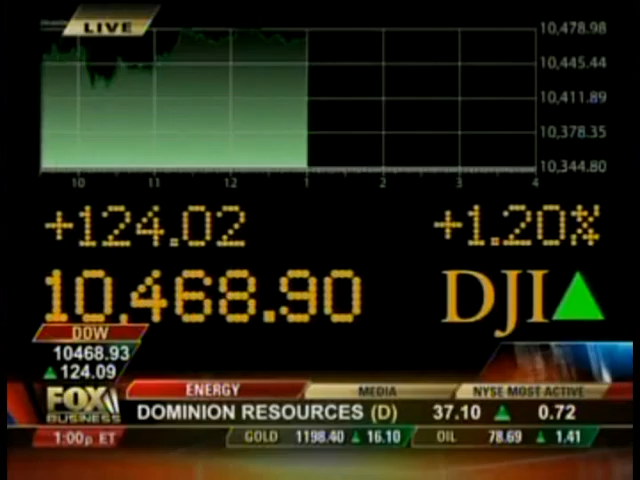 LIVE
10,478.98
10,445.44
10,411.89
10,378.35
10,344.80
10 11 12 1 2 3 4
+124.02 +1.20%
10,468.90 DJI
DOW
10468.93
124.09
FOX
BUSINESS
ENERGY MEDIA NYSE MOST ACTIVE
DOMINION RESOURCES (D) 37.10 0.72
1:00p ET GOLD 1198.40 16.10 OIL 78.69 1.41